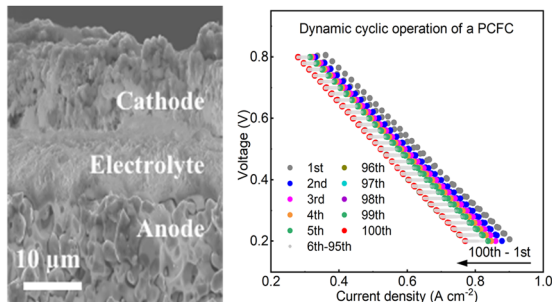 Cathode
Electrolyte
Anode
10 µm
Dynamic cyclic operation of a PCFC
Voltage (V)
1.0
0.8
0.6
0.4
0.2
1st 96th
2nd 97th
3rd 98th
4th 99th
5th 100th
6th-95th
100th - 1st
0.2 0.4 0.6 0.8 1.0
Current density (A cm⁻²)